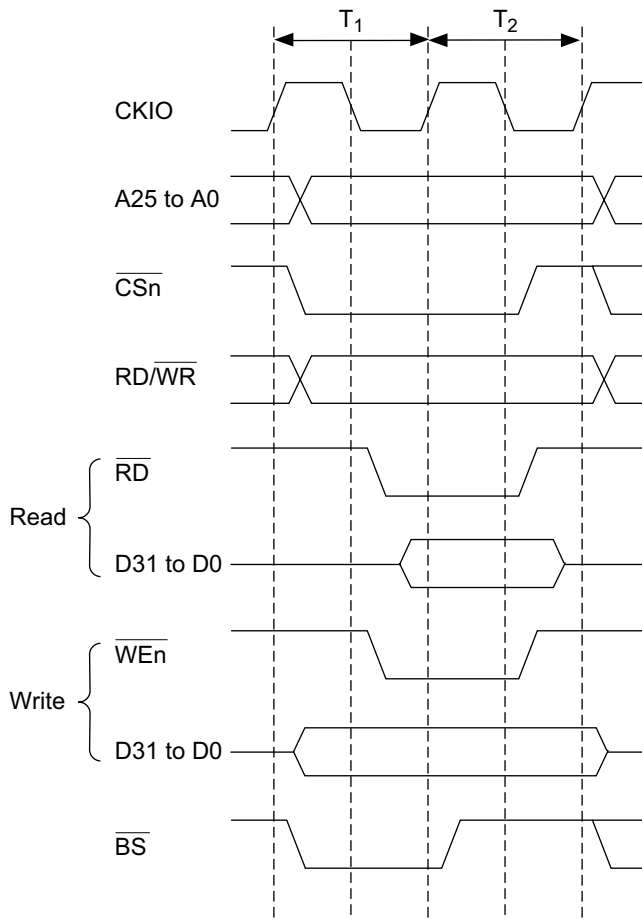 T1 T2
CKIO
A25 to A0
CSn
RD/WR
RD
Read
D31 to D0
WEn
Write
D31 to D0
BS